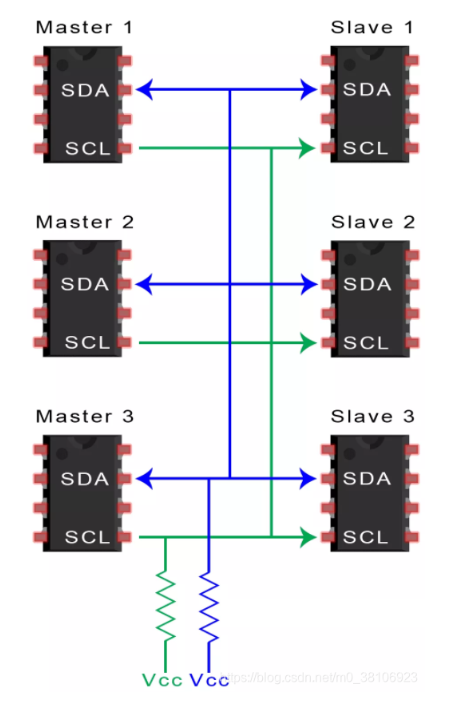 Master 1 Slave 1
SDA SDA
SCL SCL
Master 2 Slave 2
SDA SDA
SCL SCL
Master 3 Slave 3
SDA SDA
SCL SCL
Vcc Vcc https://blog.csdn.net/m0_38106923